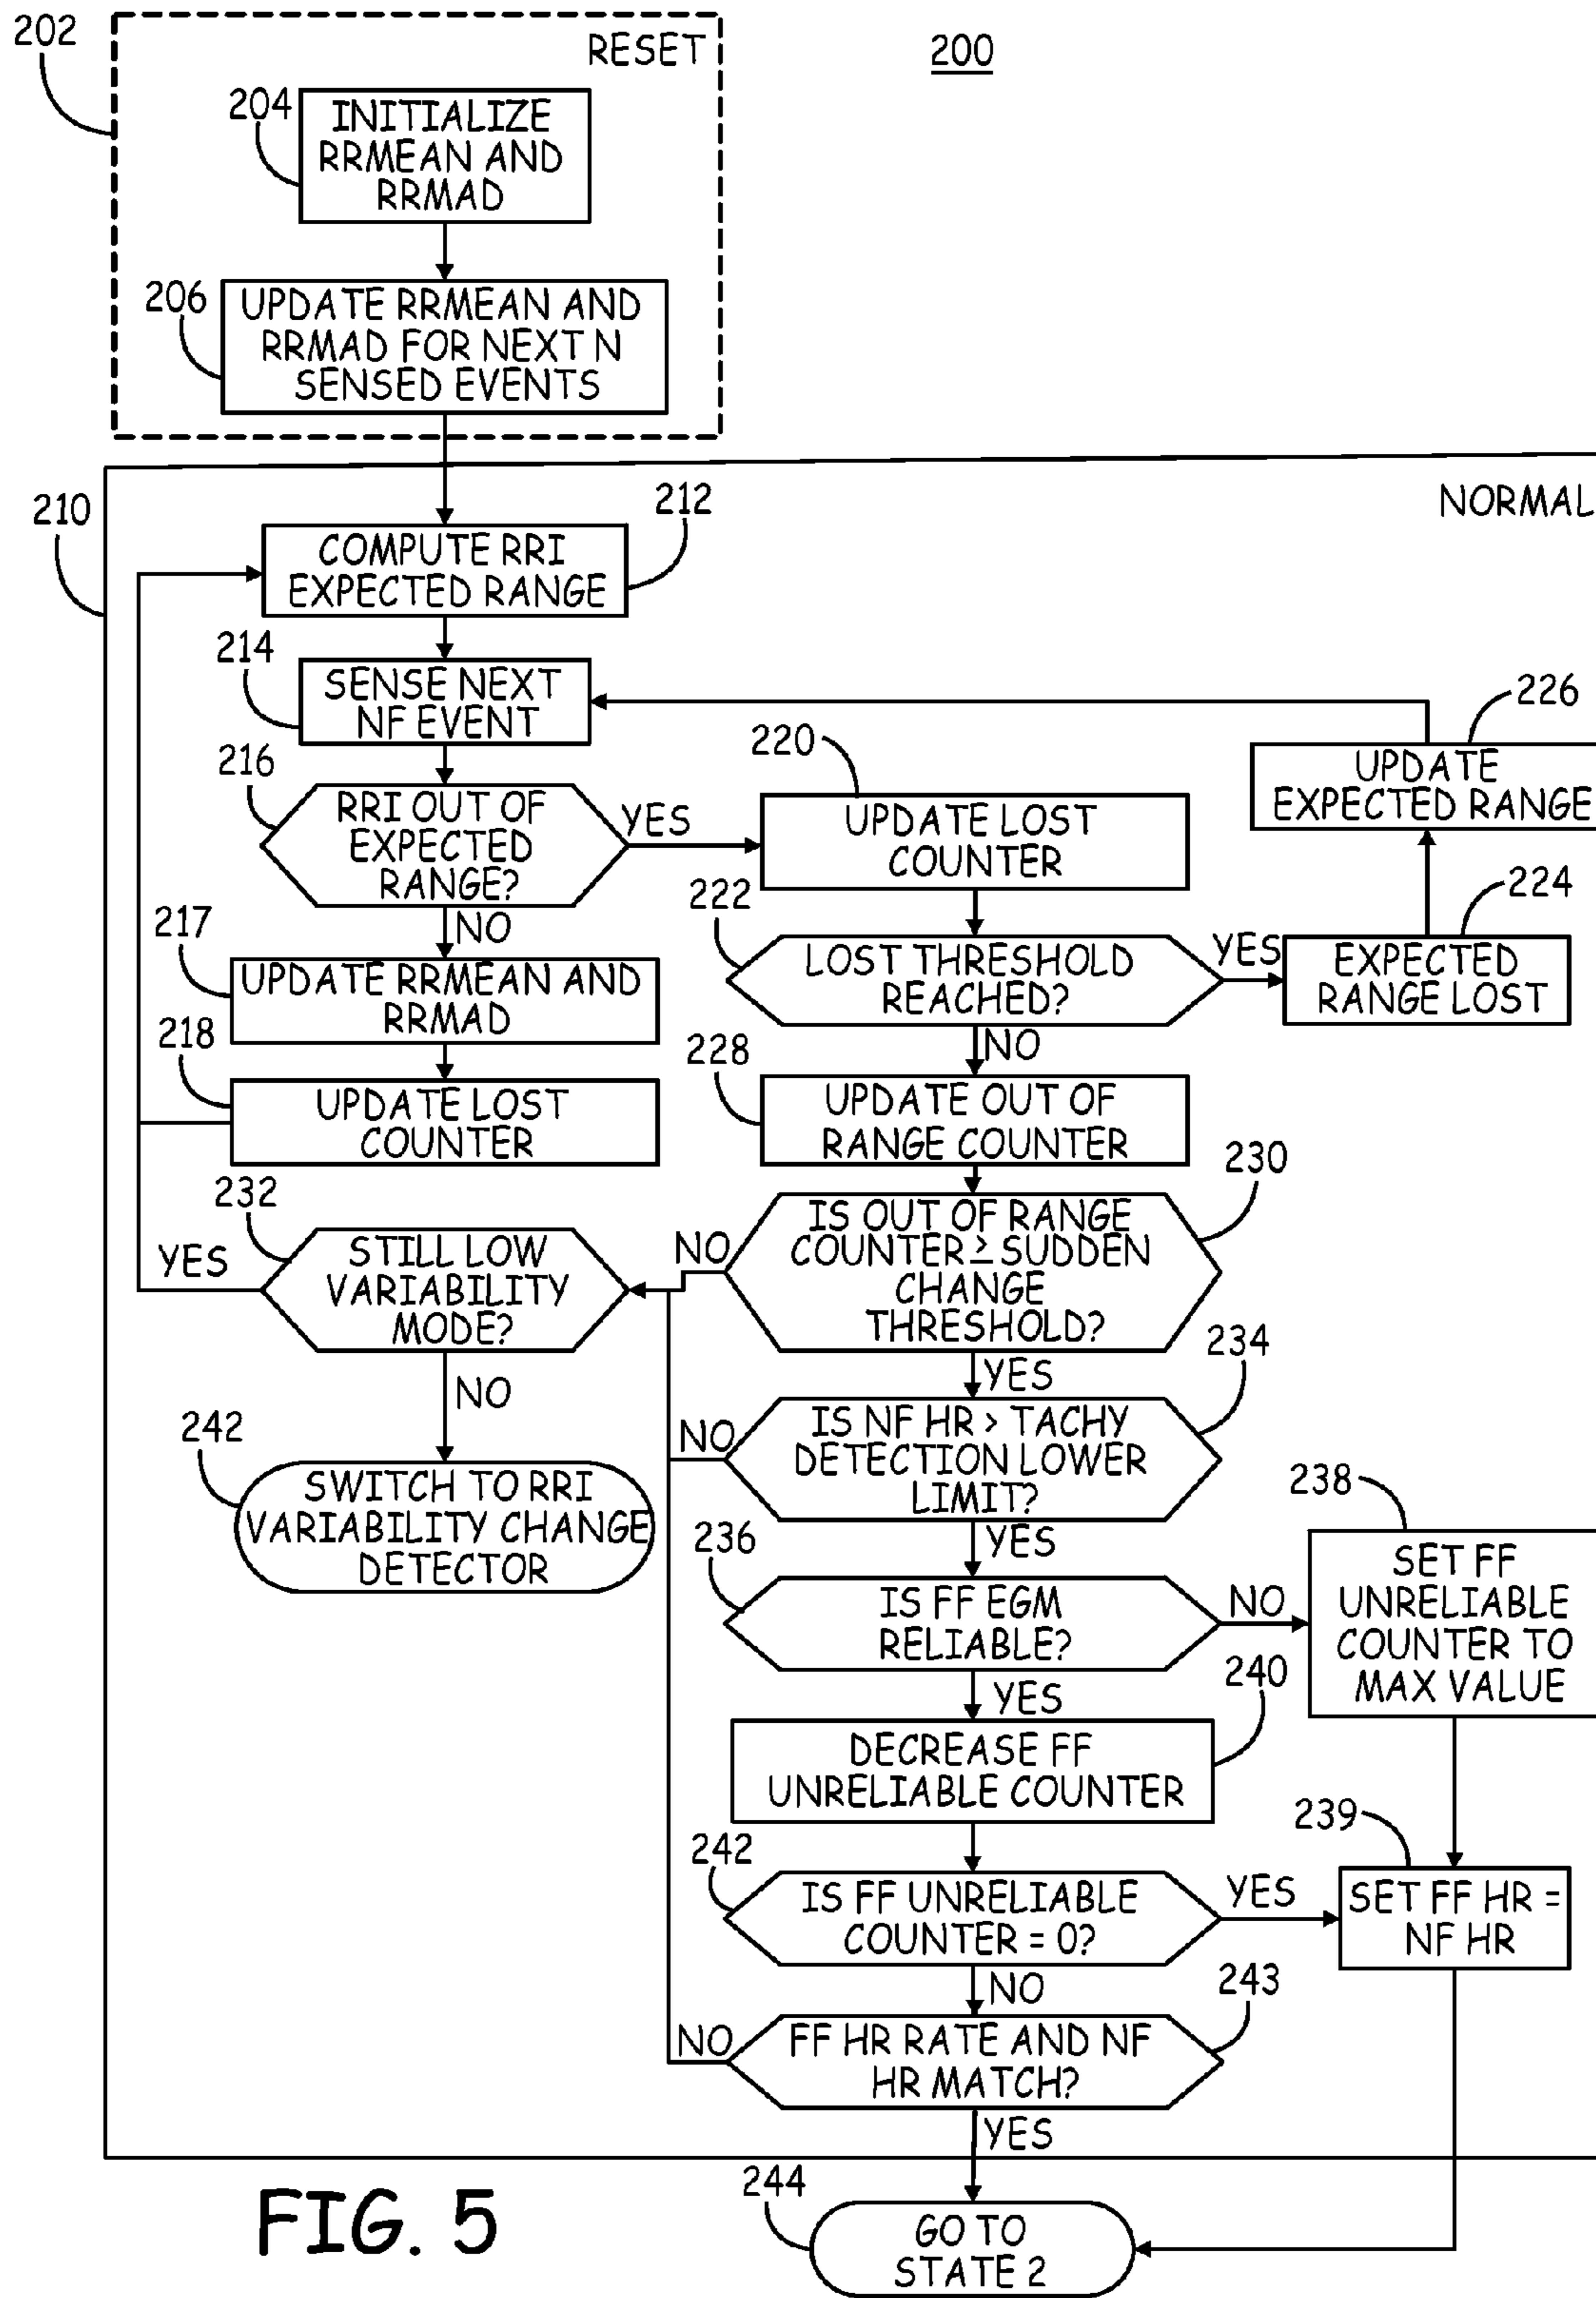 202
RESET
200
204
INITIALIZE
RRMEAN AND
RRMAD
206
UPDATE RRMEAN AND
RRMAD FOR NEXT N
SENSED EVENTS
210
NORMAL
212
COMPUTE RRI
EXPECTED RANGE
214
SENSE NEXT
NF EVENT
226
UPDATE
EXPECTED RANGE
216
RRI OUT OF
EXPECTED
RANGE?
YES
220
UPDATE LOST
COUNTER
NO
217
UPDATE RRMEAN AND
RRMAD
222
LOST THRESHOLD
REACHED?
YES
224
EXPECTED
RANGE LOST
218
UPDATE LOST
COUNTER
NO
228
UPDATE OUT OF
RANGE COUNTER
230
IS OUT OF RANGE
COUNTER ≥ SUDDEN
CHANGE
THRESHOLD?
NO
232
STILL LOW
VARIABILITY
MODE?
YES
NO
242
SWITCH TO RRI
VARIABILITY CHANGE
DETECTOR
YES
234
IS NF HR > TACHY
DETECTION LOWER
LIMIT?
NO
YES
236
IS FF EGM
RELIABLE?
NO
238
SET FF
UNRELIABLE
COUNTER TO
MAX VALUE
YES
240
DECREASE FF
UNRELIABLE COUNTER
239
SET FF HR =
NF HR
242
IS FF UNRELIABLE
COUNTER = 0?
YES
NO
243
FF HR RATE AND NF
HR MATCH?
NO
YES
244
GO TO
STATE 2
FIG. 5